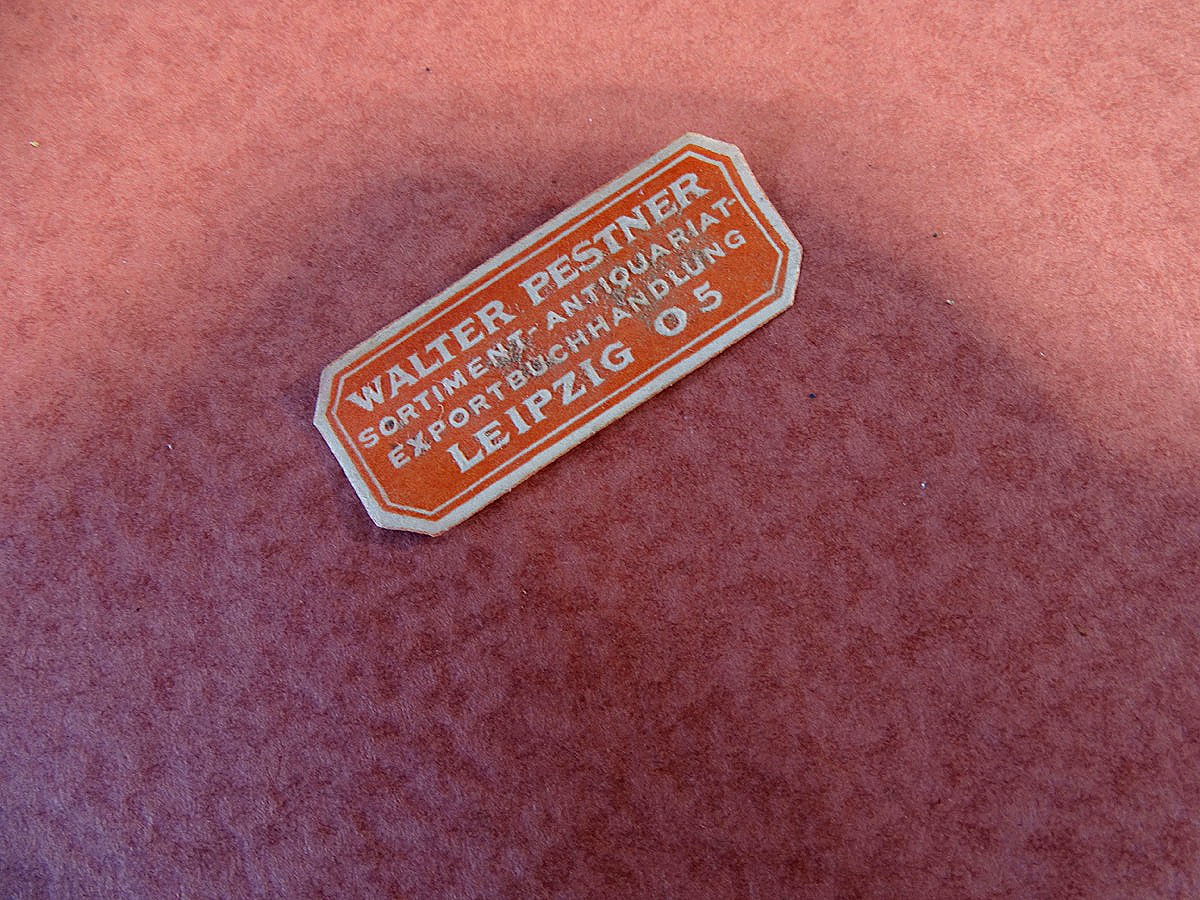 WALTER PESTNER
SORTIMENT-ANTIQUARIAT-
EXPORTBUCHHANDLUNG
LEIPZIG O 5